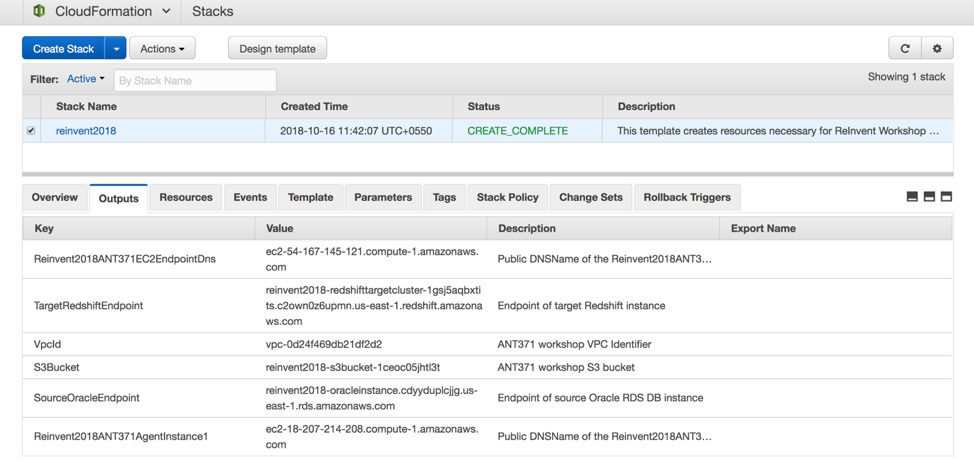 CloudFormation Stacks
Create Stack Actions Design template
Filter: Active By Stack Name Showing 1 stack
Stack Name Created Time Status Description
reinvent2018 2018-10-16 11:42:07 UTC+0550 CREATE_COMPLETE This template creates resources necessary for ReInvent Workshop ...
Overview Outputs Resources Events Template Parameters Tags Stack Policy Change Sets Rollback Triggers
Key Value Description Export Name
Reinvent2018ANT371EC2EndpointDns ec2-54-167-145-121.compute-1.amazonaws. Public DNSName of the Reinvent2018ANT3...
com
reinvent2018-redshifttargetcluster-1gsj5aqbxti
TargetRedshiftEndpoint ts.c2own0z6upmn.us-east-1.redshift.amazona Endpoint of target Redshift instance
ws.com
VpcId vpc-0d24f469db21df2d2 ANT371 workshop VPC Identifier
S3Bucket reinvent2018-s3bucket-1ceoc05jhtl3t ANT371 workshop S3 bucket
SourceOracleEndpoint reinvent2018-oracleinstance.cdyyduplcjjg.us- Endpoint of source Oracle RDS DB instance
east-1.rds.amazonaws.com
Reinvent2018ANT371AgentInstance1 ec2-18-207-214-208.compute-1.amazonaws. Public DNSName of the Reinvent2018ANT3...
com